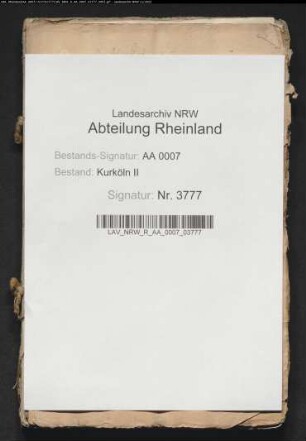 Landesarchiv NRW
Abteilung Rheinland
Bestands-Signatur: AA 0007
Bestand: Kurköln II
Signatur: Nr. 3777
LAV_NRW_R_AA_0007_03777